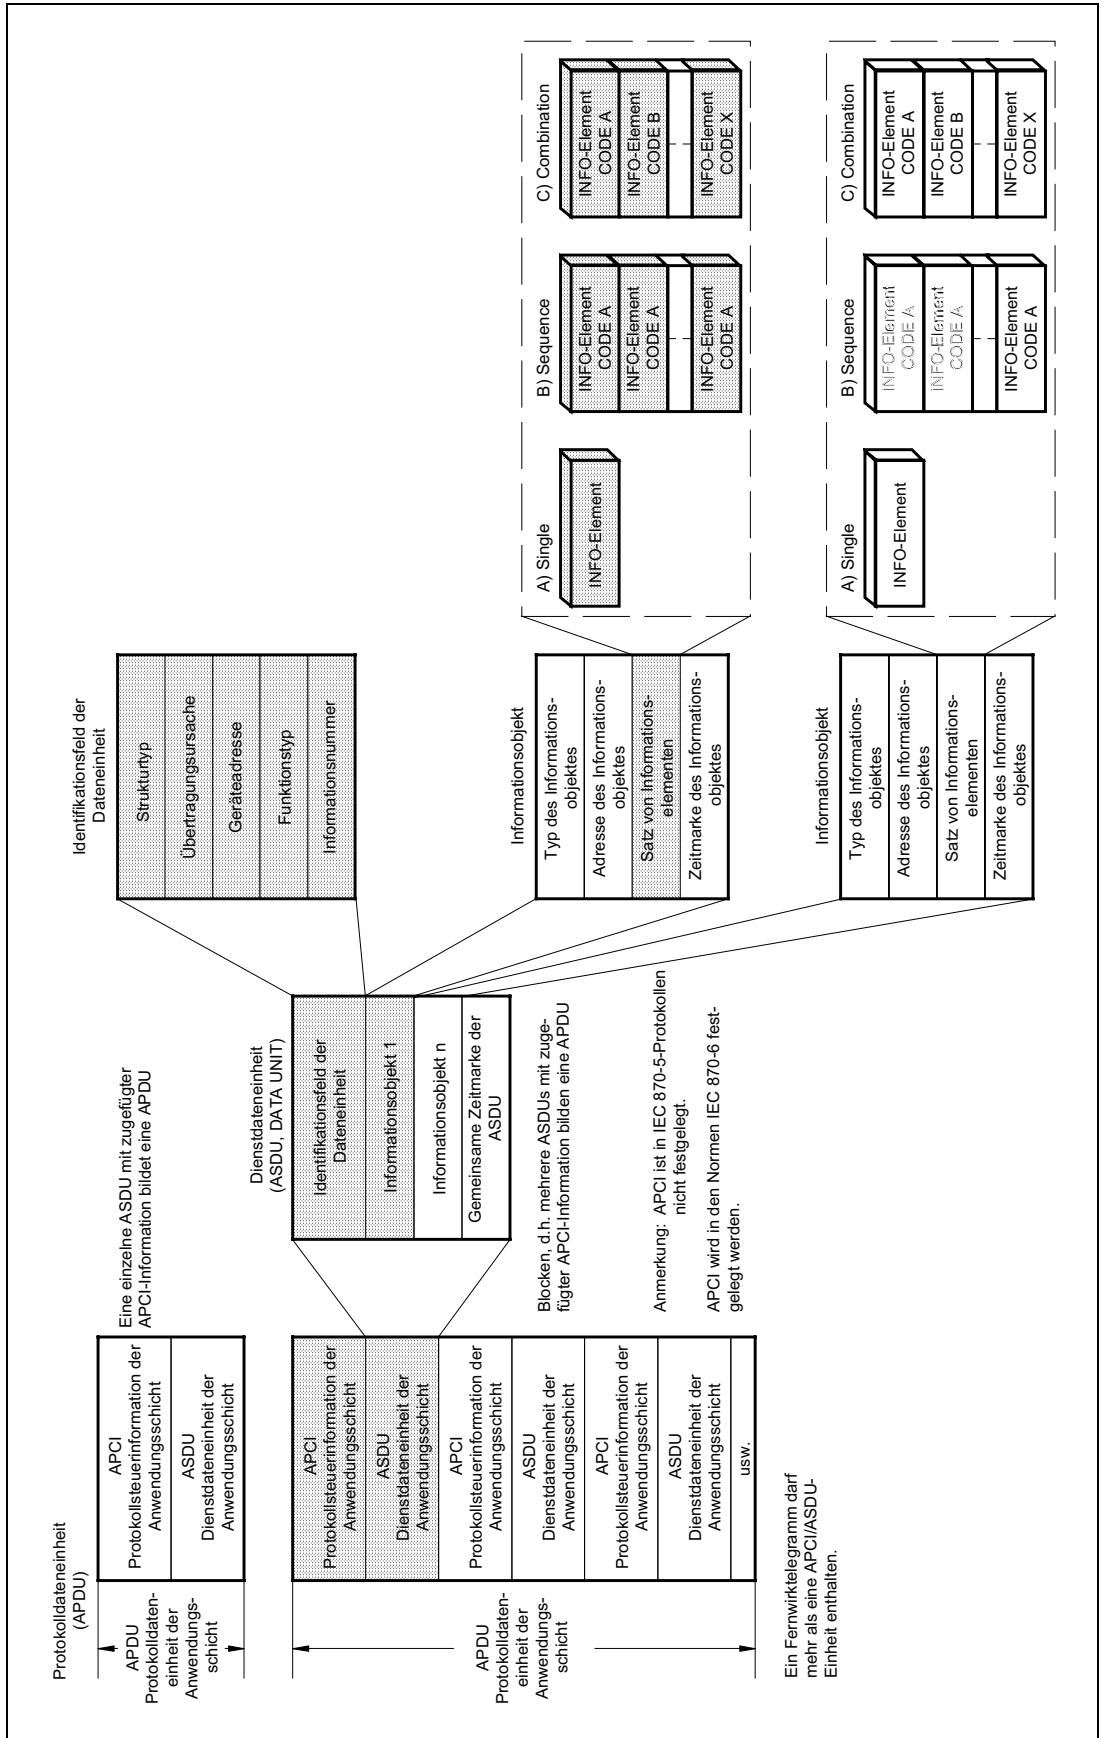 Protokolldateneinheit
(APDU)
APDU
Protokolldaten-
einheit der
Anwendungs-
schicht
APCI
Protokollsteuerinformation der
Anwendungsschicht
ASDU
Dienstdateneinheit der
Anwendungsschicht
Eine einzelne ASDU mit zugefügter
APCI-Information bildet eine APDU
APDU
Protokolldaten-
einheit der
Anwendungs-
schicht
APCI
Protokollsteuerinformation der
Anwendungsschicht
ASDU
Dienstdateneinheit der
Anwendungsschicht
APCI
Protokollsteuerinformation der
Anwendungsschicht
ASDU
Dienstdateneinheit der
Anwendungsschicht
APCI
Protokollsteuerinformation der
Anwendungsschicht
ASDU
Dienstdateneinheit der
Anwendungsschicht
usw.
Ein Fernwirktelegramm darf
mehr als eine APCI/ASDU-
Einheit enthalten.
Dienstdateneinheit
(ASDU, DATA UNIT)
Identifikationsfeld der
Dateneinheit
Informationsobjekt 1
Informationsobjekt n
Gemeinsame Zeitmarke der
ASDU
Blocken, d.h. mehrere ASDUs mit zuge-
fügter APCI-Information bilden eine APDU
Anmerkung: APCI ist in IEC 870-5-Protokollen
nicht festgelegt.
APCI wird in den Normen IEC 870-6 fest-
gelegt werden.
Identifikationsfeld der
Dateneinheit
Strukturtyp
Übertragungsursache
Geräteadresse
Funktionstyp
Informationsnummer
Informationsobjekt
Typ des Informations-
objektes
Adresse des Informations-
objektes
Satz von Informations-
elementen
Zeitmarke des Informations-
objektes
Informationsobjekt
Typ des Informations-
objektes
Adresse des Informations-
objektes
Satz von Informations-
elementen
Zeitmarke des Informations-
objektes
A) Single
INFO-Element
B) Sequence
INFO-Element
CODE A
INFO-Element
CODE A
INFO-Element
CODE A
C) Combination
INFO-Element
CODE A
INFO-Element
CODE B
INFO-Element
CODE X
A) Single
INFO-Element
B) Sequence
INFO-Element
CODE A
INFO-Element
CODE A
INFO-Element
CODE A
C) Combination
INFO-Element
CODE A
INFO-Element
CODE B
INFO-Element
CODE X